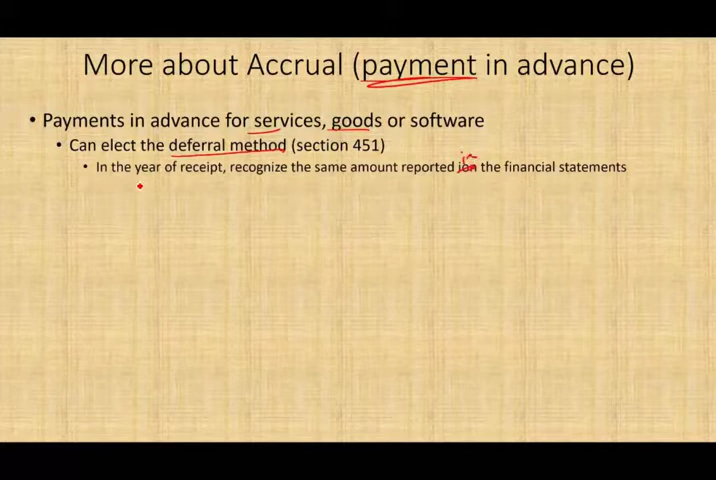 More about Accrual (payment in advance)
• Payments in advance for services, goods or software
• Can elect the deferral method (section 451)
• In the year of receipt, recognize the same amount reported in the financial statements